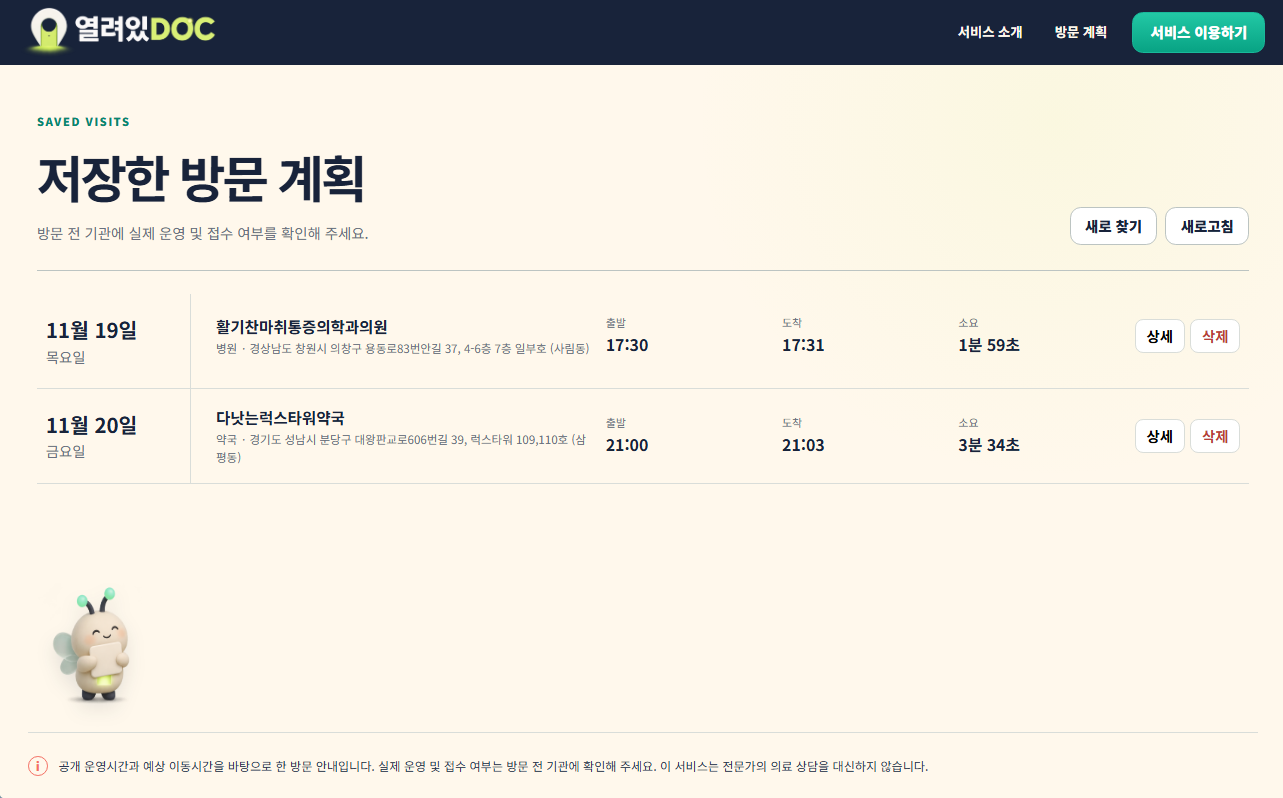 열려있DOC
서비스 소개
방문 계획
서비스 이용하기
SAVED VISITS
저장한 방문 계획
방문 전 기관에 실제 운영 및 접수 여부를 확인해 주세요.
새로 찾기
새로고침
11월 19일
목요일
활기찬마취통증의학과의원
병원 · 경상남도 창원시 의창구 용동로83번안길 37, 4-6층 7층 일부호 (사림동)
출발
17:30
도착
17:31
소요
1분 59초
상세
삭제
11월 20일
금요일
다낫는럭스타워약국
약국 · 경기도 성남시 분당구 대왕판교로606번길 39, 럭스타워 109,110호 (삼
평동)
출발
21:00
도착
21:03
소요
3분 34초
상세
삭제
공개 운영시간과 예상 이동시간을 바탕으로 한 방문 안내입니다. 실제 운영 및 접수 여부는 방문 전 기관에 확인해 주세요. 이 서비스는 전문가의 의료 상담을 대신하지 않습니다.